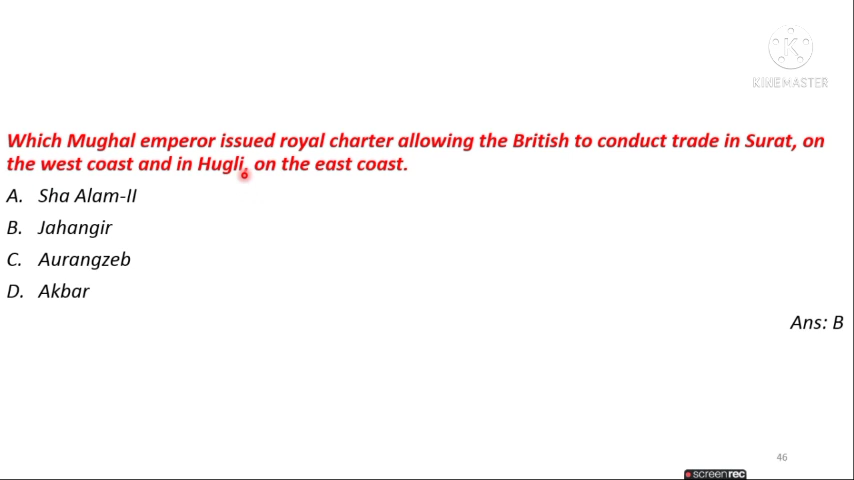 K
KINEMASTER
Which Mughal emperor issued royal charter allowing the British to conduct trade in Surat, on
the west coast and in Hugli, on the east coast.
A. Sha Alam-II
B. Jahangir
C. Aurangzeb
D. Akbar
Ans: B
46
screenrec